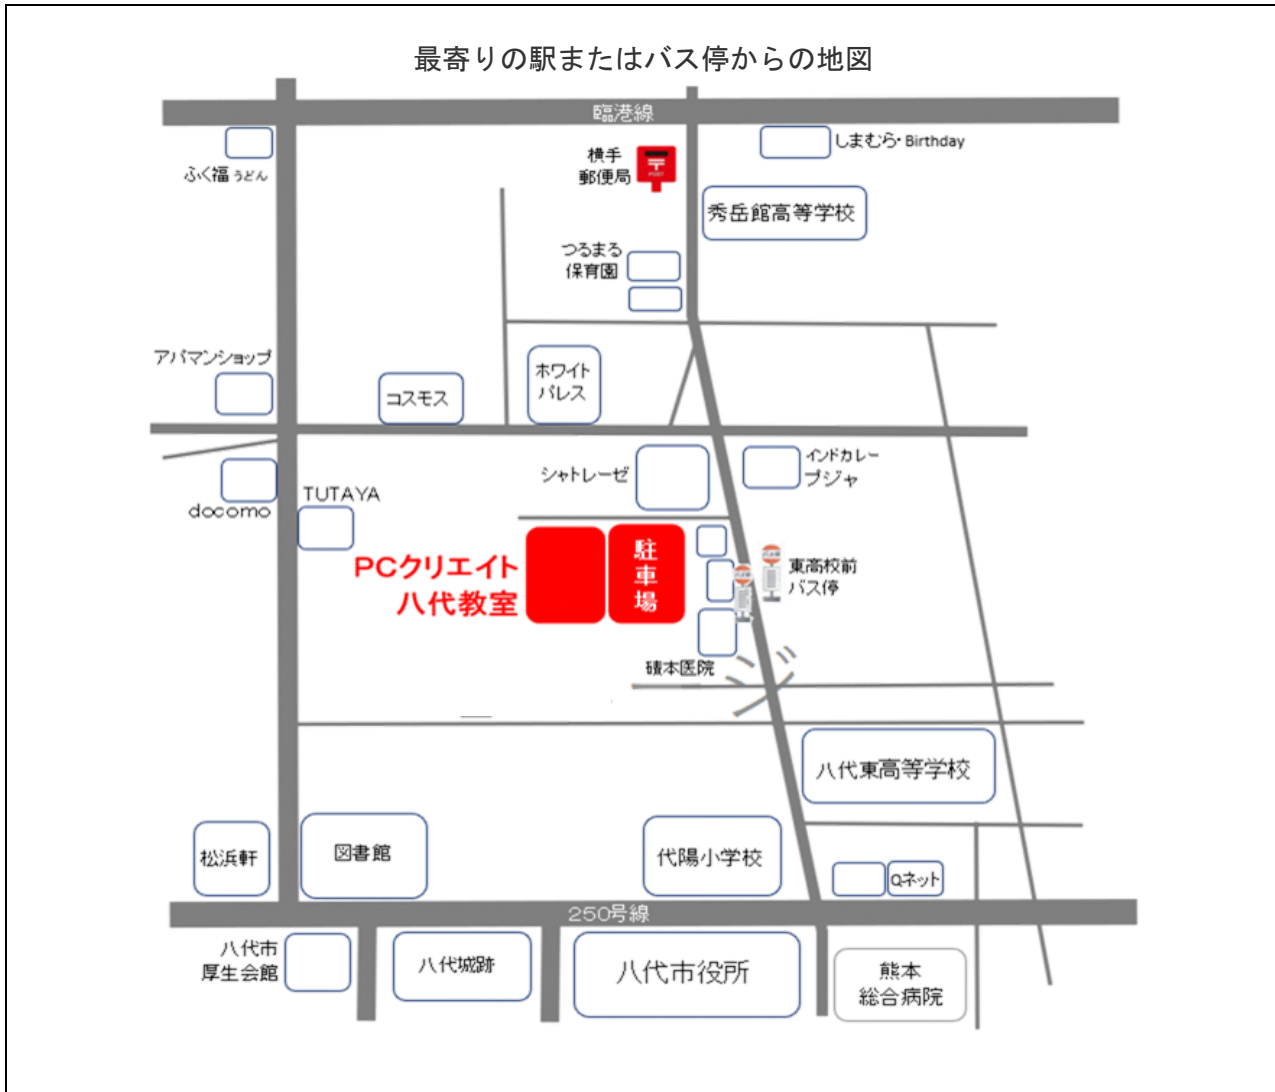 最寄りの駅またはバス停からの地図
臨港線
しまむら・Birthday
横手
郵便局
〒
POST
ふく福 うどん
秀岳館高等学校
つるまる
保育園
アパマンショップ
コスモス
ホワイト
パレス
シャトレーゼ
インドカレー
プジャ
docomo
TUTAYA
PCクリエイト
八代教室
駐
車
場
東高校前
バス停
碩本医院
ジ
八代東高等学校
松浜軒
図書館
代陽小学校
Qネット
250号線
八代市
厚生会館
八代城跡
八代市役所
熊本
総合病院